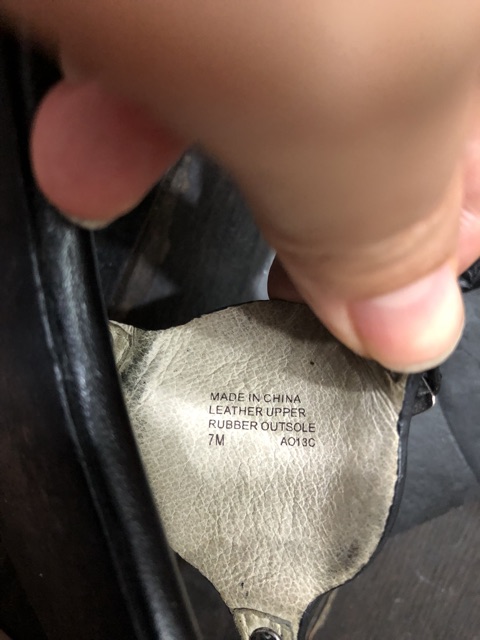 MADE IN CHINA
LEATHER UPPER
RUBBER OUTSOLE
7M AO13C